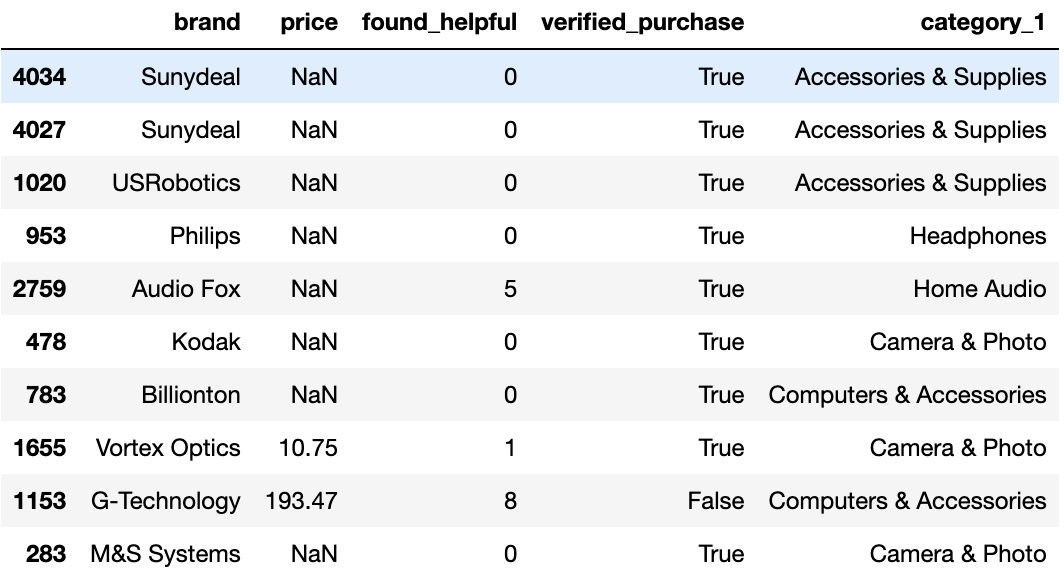 brand price found_helpful verified_purchase category_1
4034 Sunydeal NaN 0 True Accessories & Supplies
4027 Sunydeal NaN 0 True Accessories & Supplies
1020 USRobotics NaN 0 True Accessories & Supplies
953 Philips NaN 0 True Headphones
2759 Audio Fox NaN 5 True Home Audio
478 Kodak NaN 0 True Camera & Photo
783 Billionton NaN 0 True Computers & Accessories
1655 Vortex Optics 10.75 1 True Camera & Photo
1153 G-Technology 193.47 8 False Computers & Accessories
283 M&S Systems NaN 0 True Camera & Photo